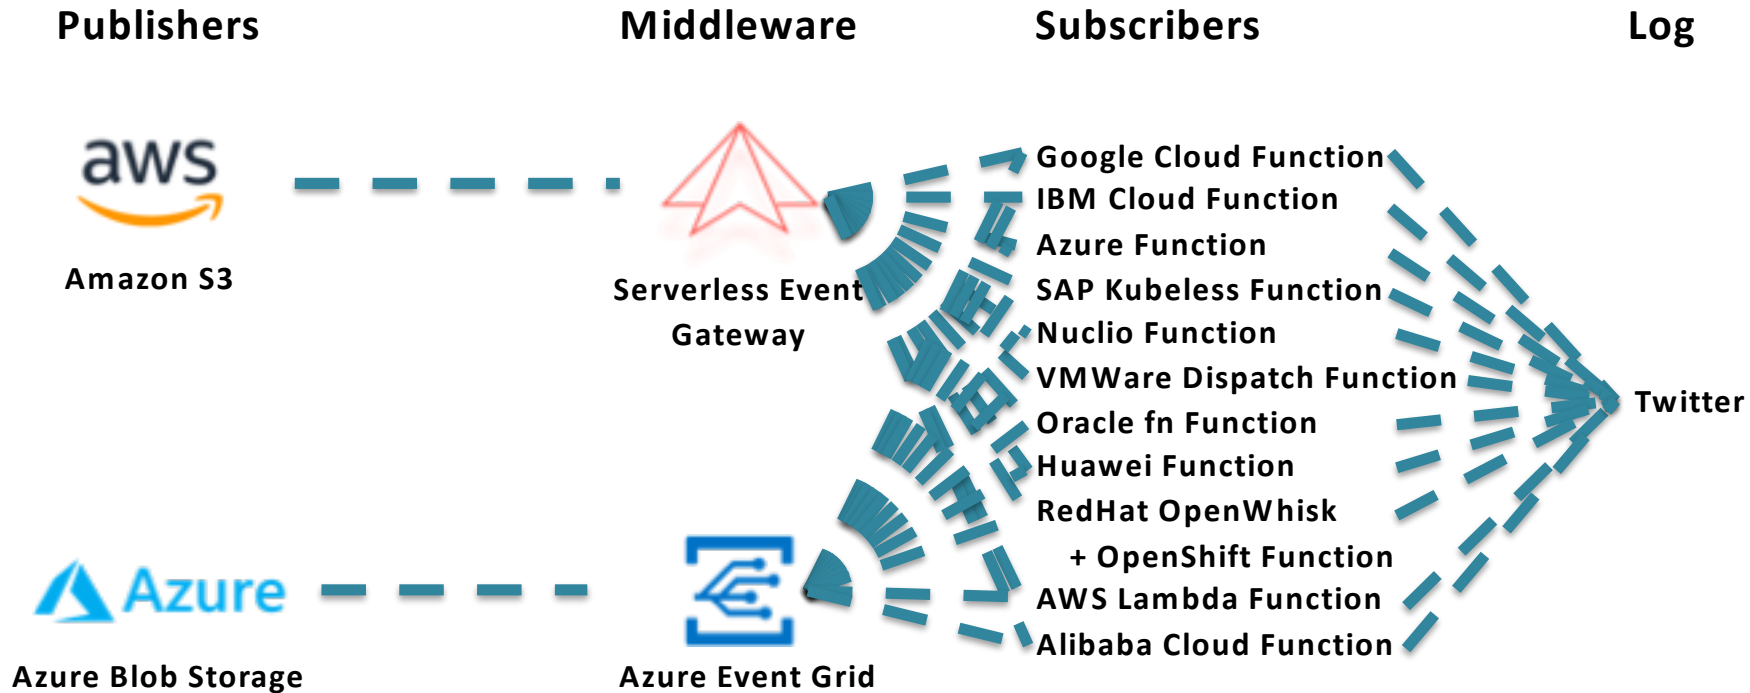 Publishers
Middleware
Subscribers
Log
aws
Amazon S3
Serverless Event
Gateway
Google Cloud Function
IBM Cloud Function
Azure Function
SAP Kubeless Function
Nuclio Function
VMWare Dispatch Function
Oracle fn Function
Huawei Function
RedHat OpenWhisk
+ OpenShift Function
AWS Lambda Function
Alibaba Cloud Function
Twitter
Azure
Azure Blob Storage
Azure Event Grid